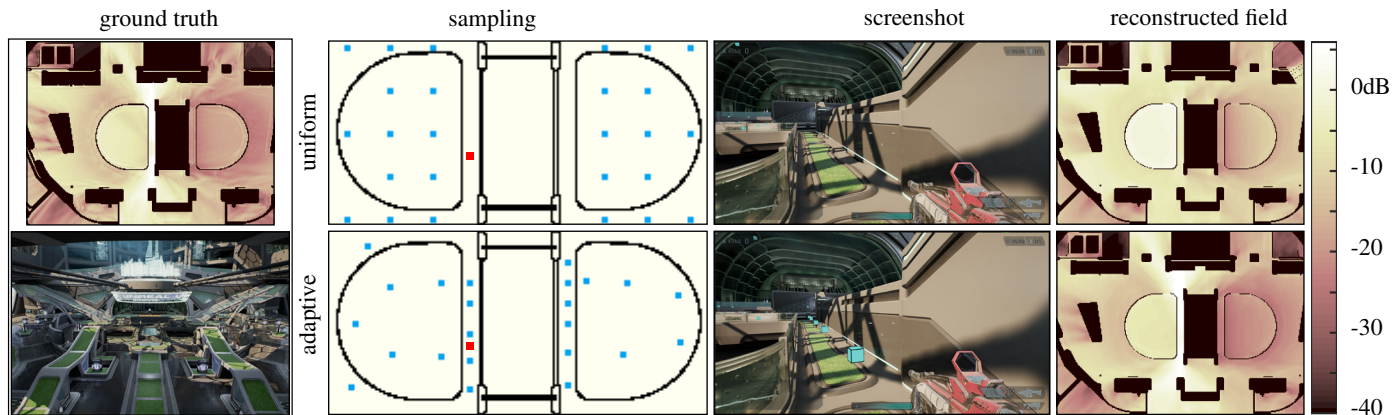 ground truth
sampling
screenshot
reconstructed field
uniform
adaptive
0dB
-10
-20
-30
-40